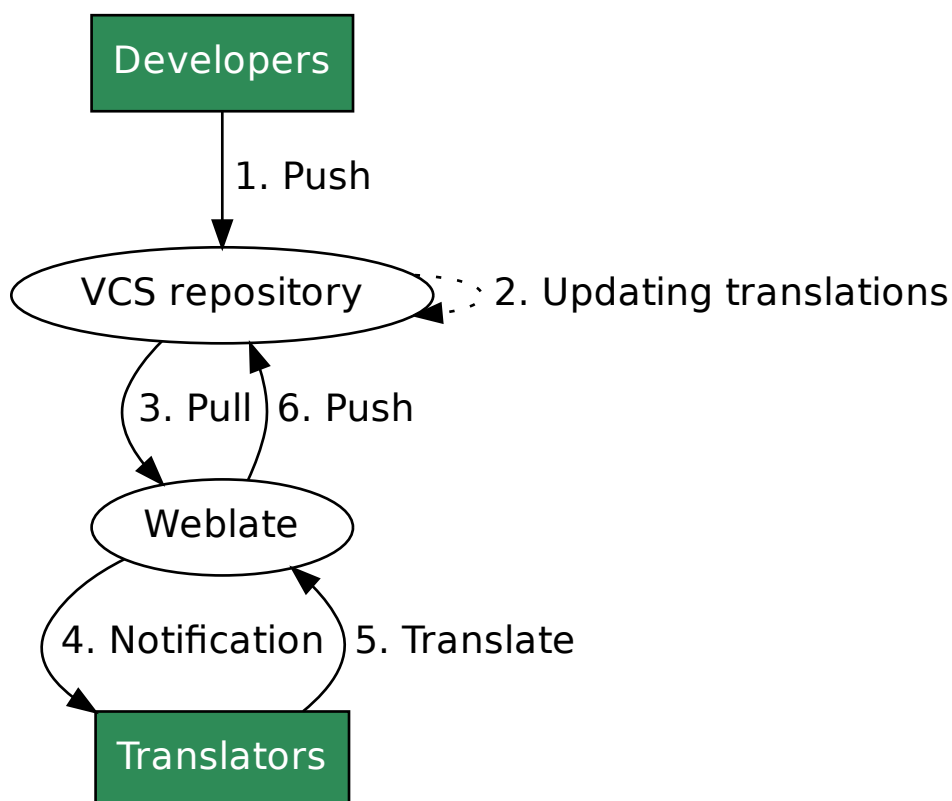 Developers
1. Push
VCS repository
2. Updating translations
3. Pull
6. Push
Weblate
4. Notification
5. Translate
Translators